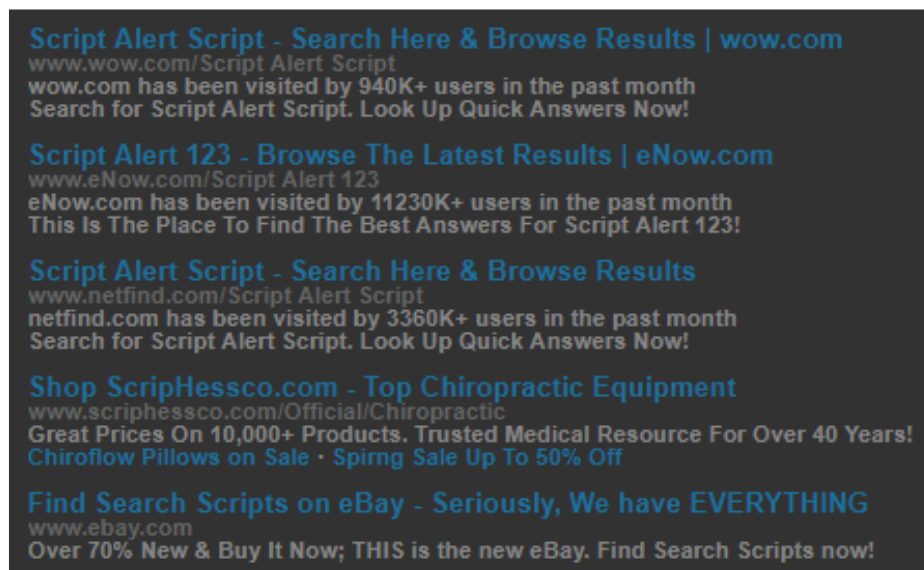 Script Alert Script - Search Here & Browse Results | wow.com
www.wow.com/Script Alert Script
wow.com has been visited by 940K+ users in the past month
Search for Script Alert Script. Look Up Quick Answers Now!
Script Alert 123 - Browse The Latest Results | eNow.com
www.eNow.com/Script Alert 123
eNow.com has been visited by 11230K+ users in the past month
This Is The Place To Find The Best Answers For Script Alert 123!
Script Alert Script - Search Here & Browse Results
www.netfind.com/Script Alert Script
netfind.com has been visited by 3360K+ users in the past month
Search for Script Alert Script. Look Up Quick Answers Now!
Shop ScripHessco.com - Top Chiropractic Equipment
www.scriphessco.com/Official/Chiropractic
Great Prices On 10,000+ Products. Trusted Medical Resource For Over 40 Years!
Chiroflow Pillows on Sale · Spirng Sale Up To 50% Off
Find Search Scripts on eBay - Seriously, We have EVERYTHING
www.ebay.com
Over 70% New & Buy It Now; THIS is the new eBay. Find Search Scripts now!